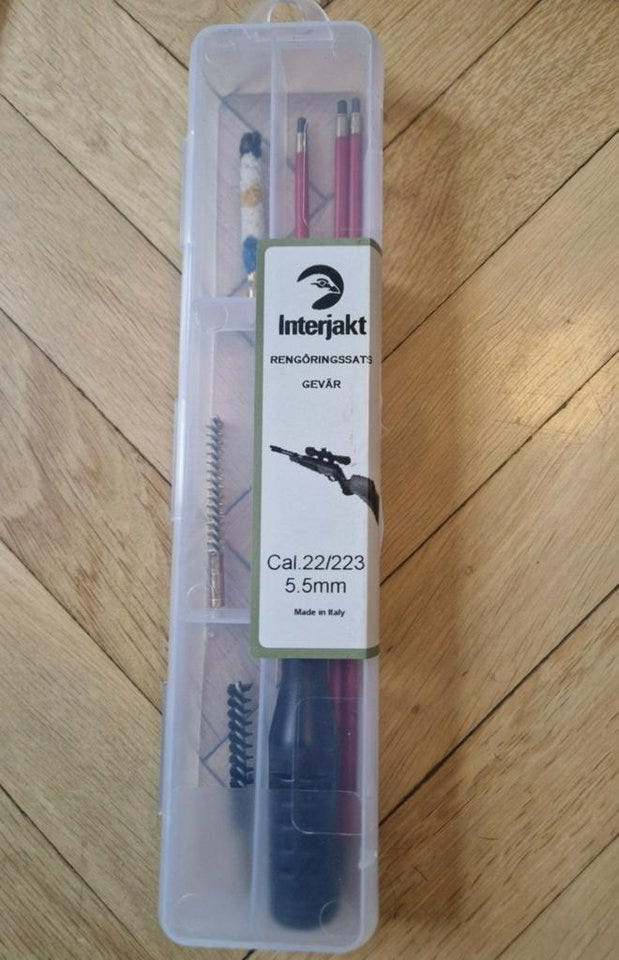 Interjakt
RENGÖRINGSSATS
GEVÄR
Cal.22/223
5.5mm
Made in Italy